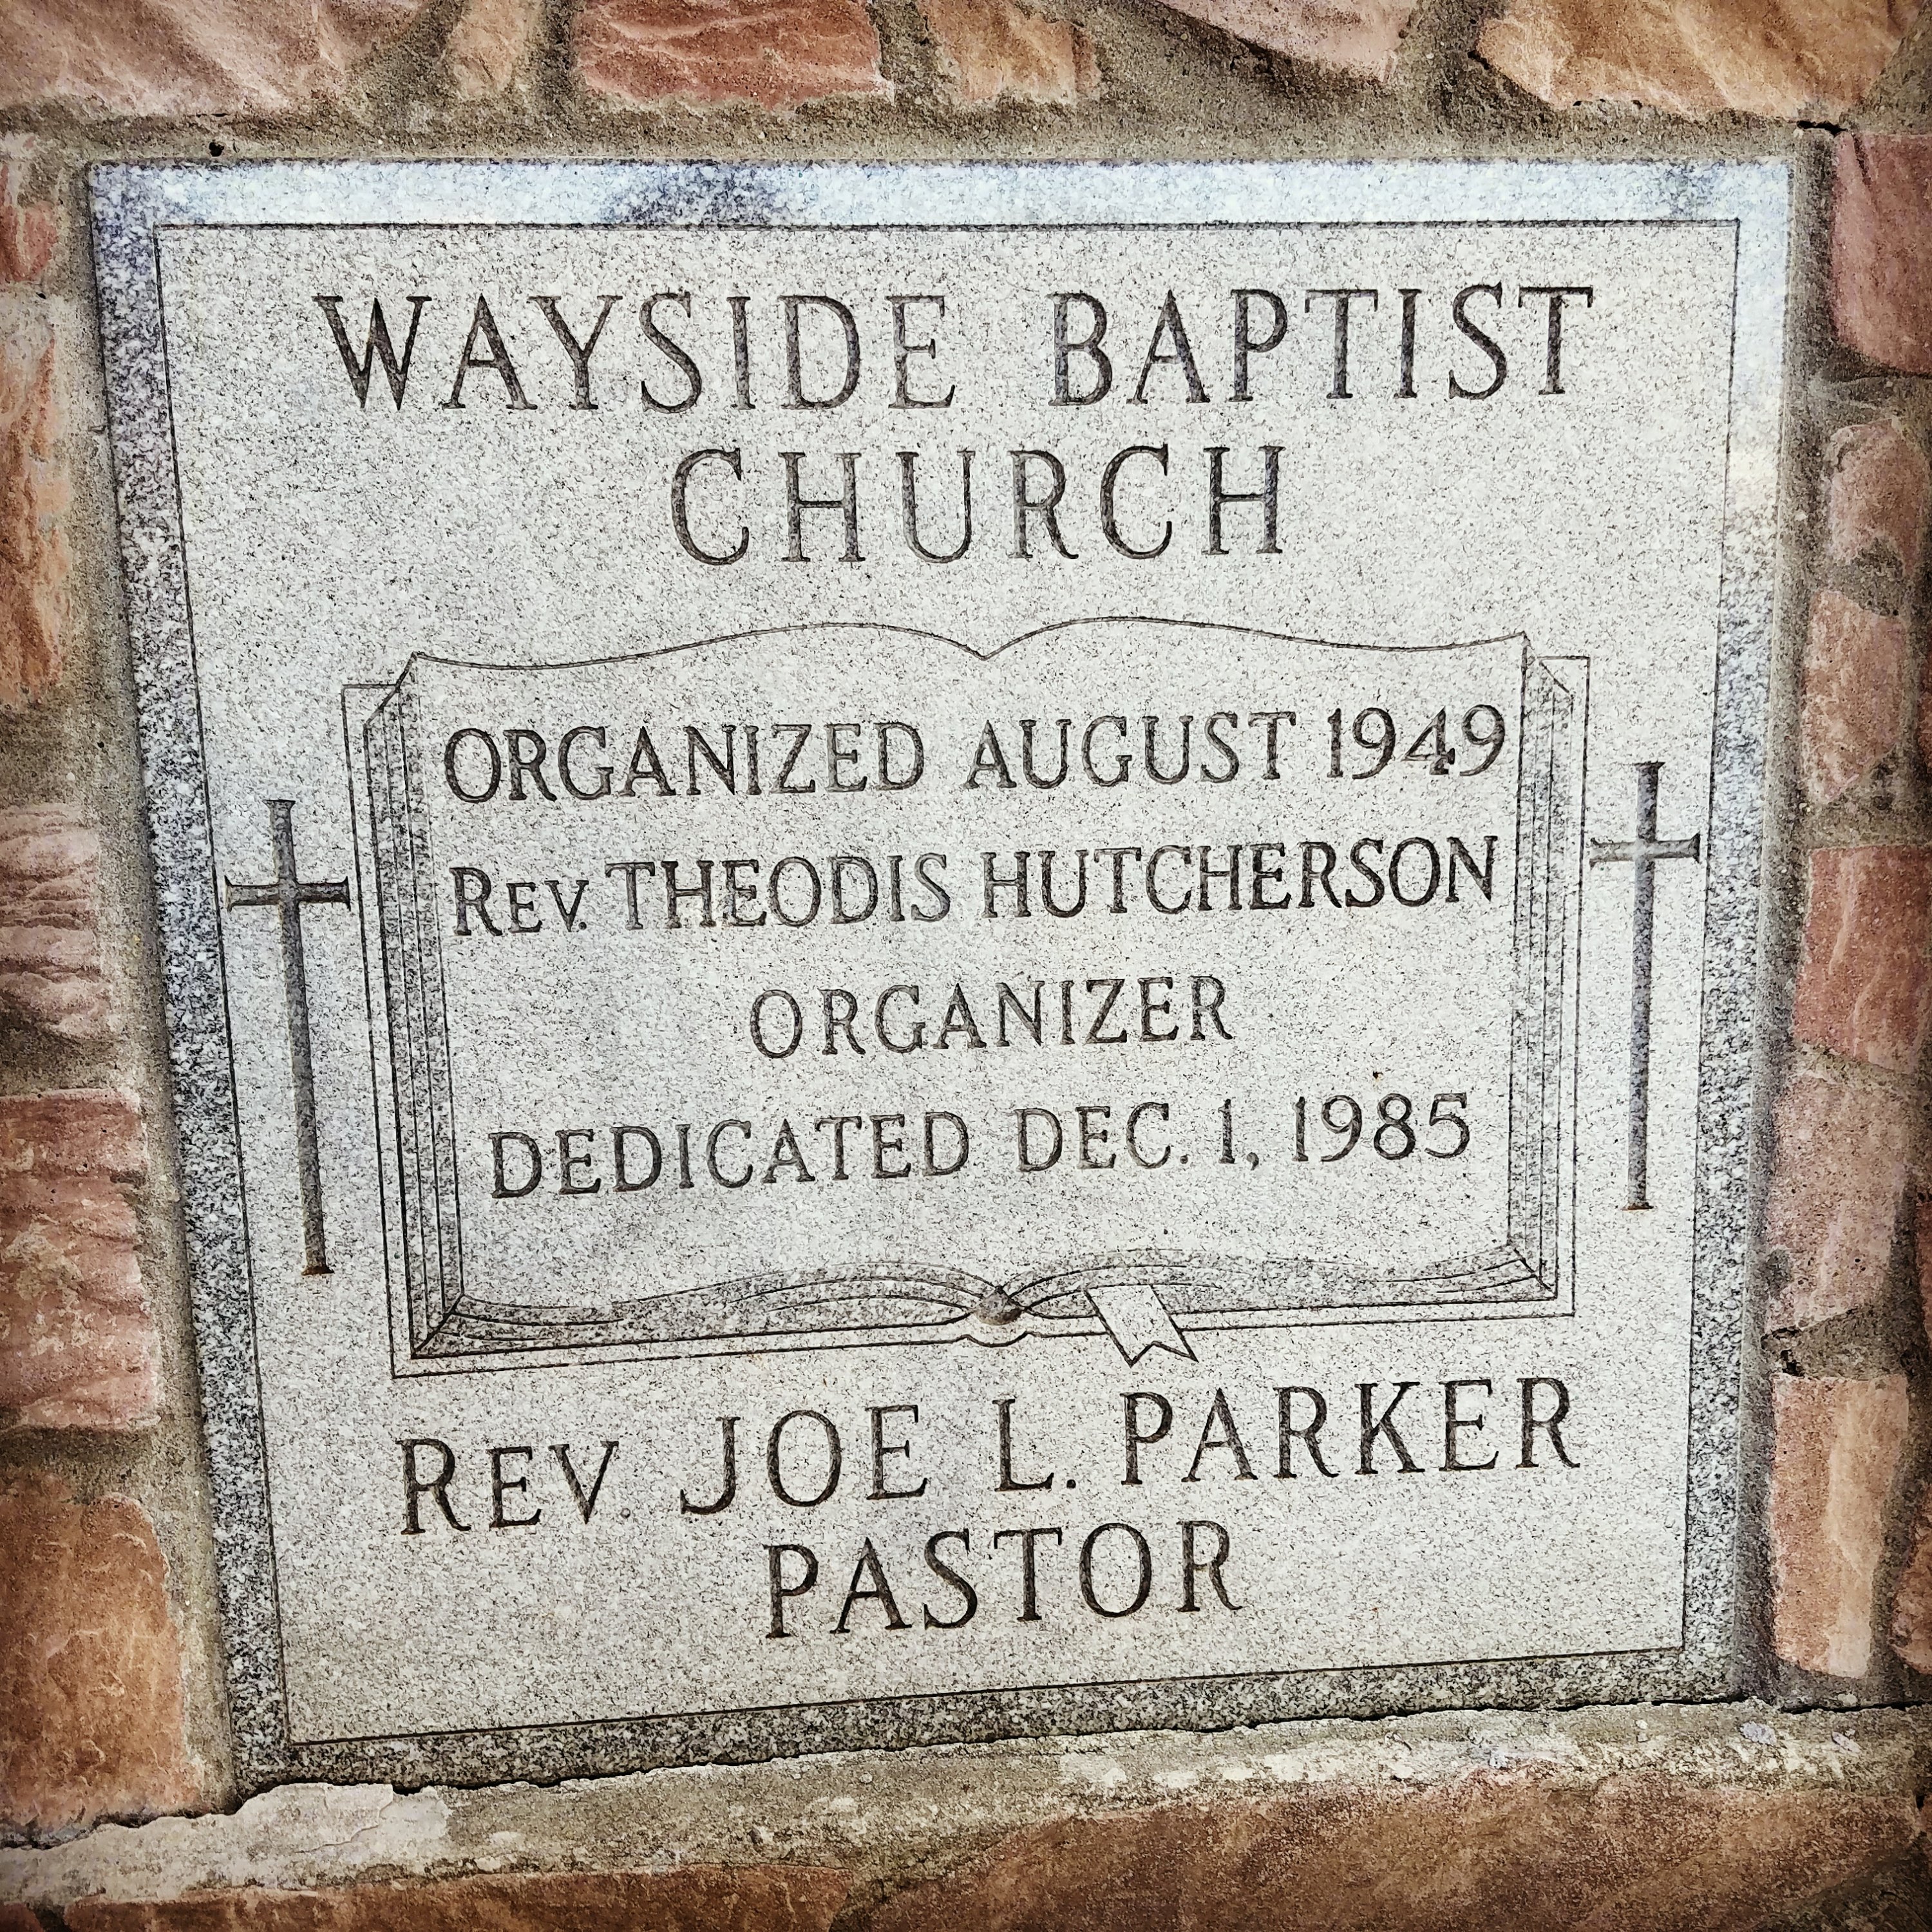 WAYSIDE BAPTIST
CHURCH
ORGANIZED AUGUST 1949
REV. THEODIS HUTCHERSON
ORGANIZER
DEDICATED DEC. 1, 1985
REV. JOE L. PARKER
PASTOR